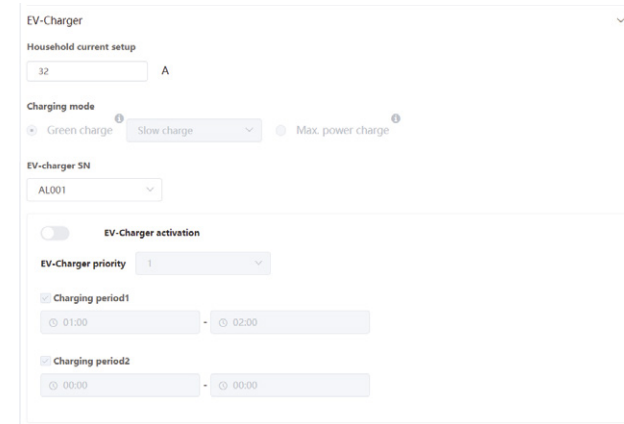 EV-Charger
Household current setup
32 A
Charging mode
Green charge Slow charge Max. power charge
EV-charger SN
AL001
EV-Charger activation
EV-Charger priority 1
Charging period1
01:00 - 02:00
Charging period2
00:00 - 00:00